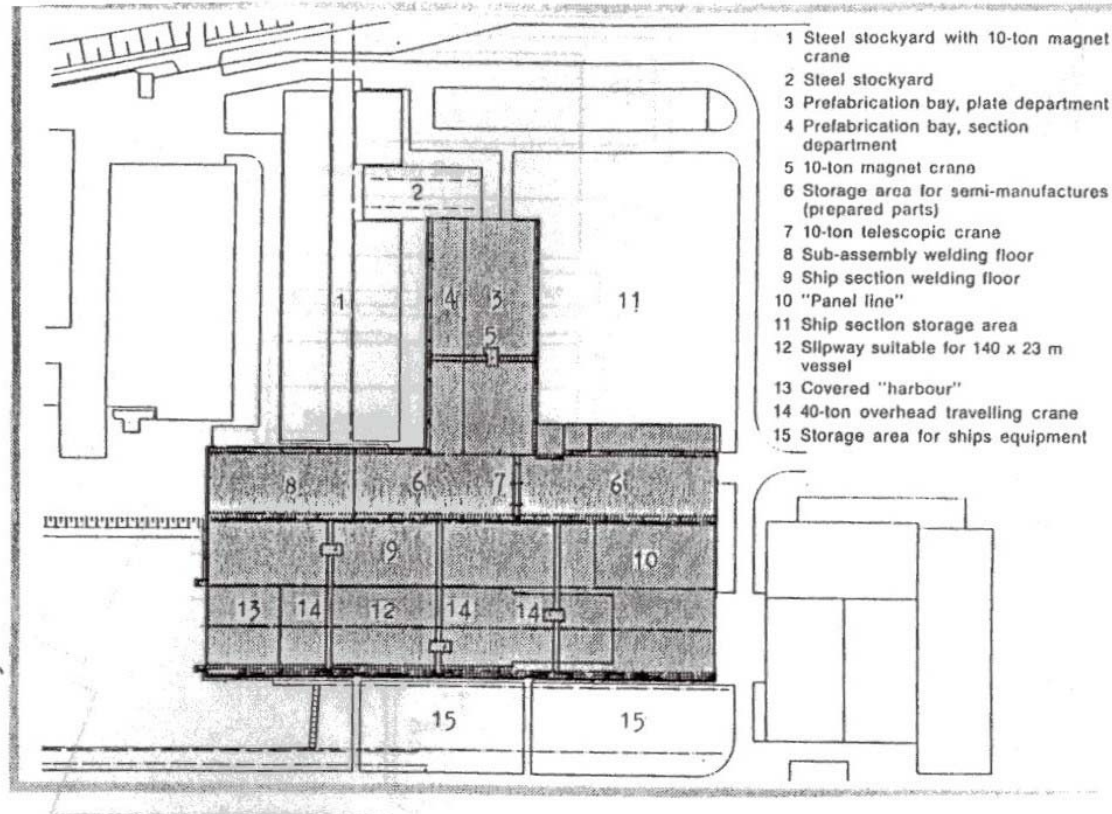 1 Steel stockyard with 10-ton magnet
crane
2 Steel stockyard
3 Prefabrication bay, plate department
4 Prefabrication bay, section
department
5 10-ton magnet crane
6 Storage area for semi-manufactures
(prepared parts)
7 10-ton telescopic crane
8 Sub-assembly welding floor
9 Ship section welding floor
10 "Panel line"
11 Ship section storage area
12 Slipway suitable for 140 x 23 m
vessel
13 Covered "harbour"
14 40-ton overhead travelling crane
15 Storage area for ships equipment
2
1
4 3
11
5
8 6 7 6
9 10
13 14 12 14 14
15 15